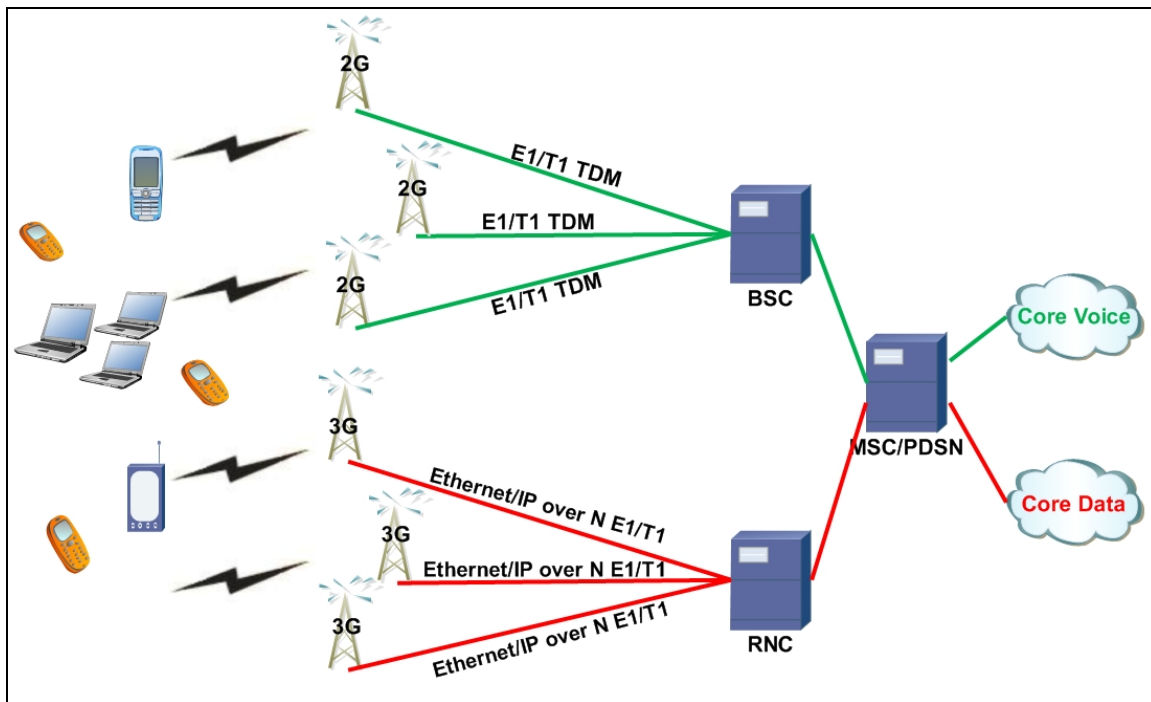 2G
E1/T1 TDM
2G
E1/T1 TDM
2G
E1/T1 TDM
BSC
Core Voice
MSC/PDSN
Core Data
3G
Ethernet/IP over N E1/T1
3G
Ethernet/IP over N E1/T1
3G
Ethernet/IP over N E1/T1
RNC